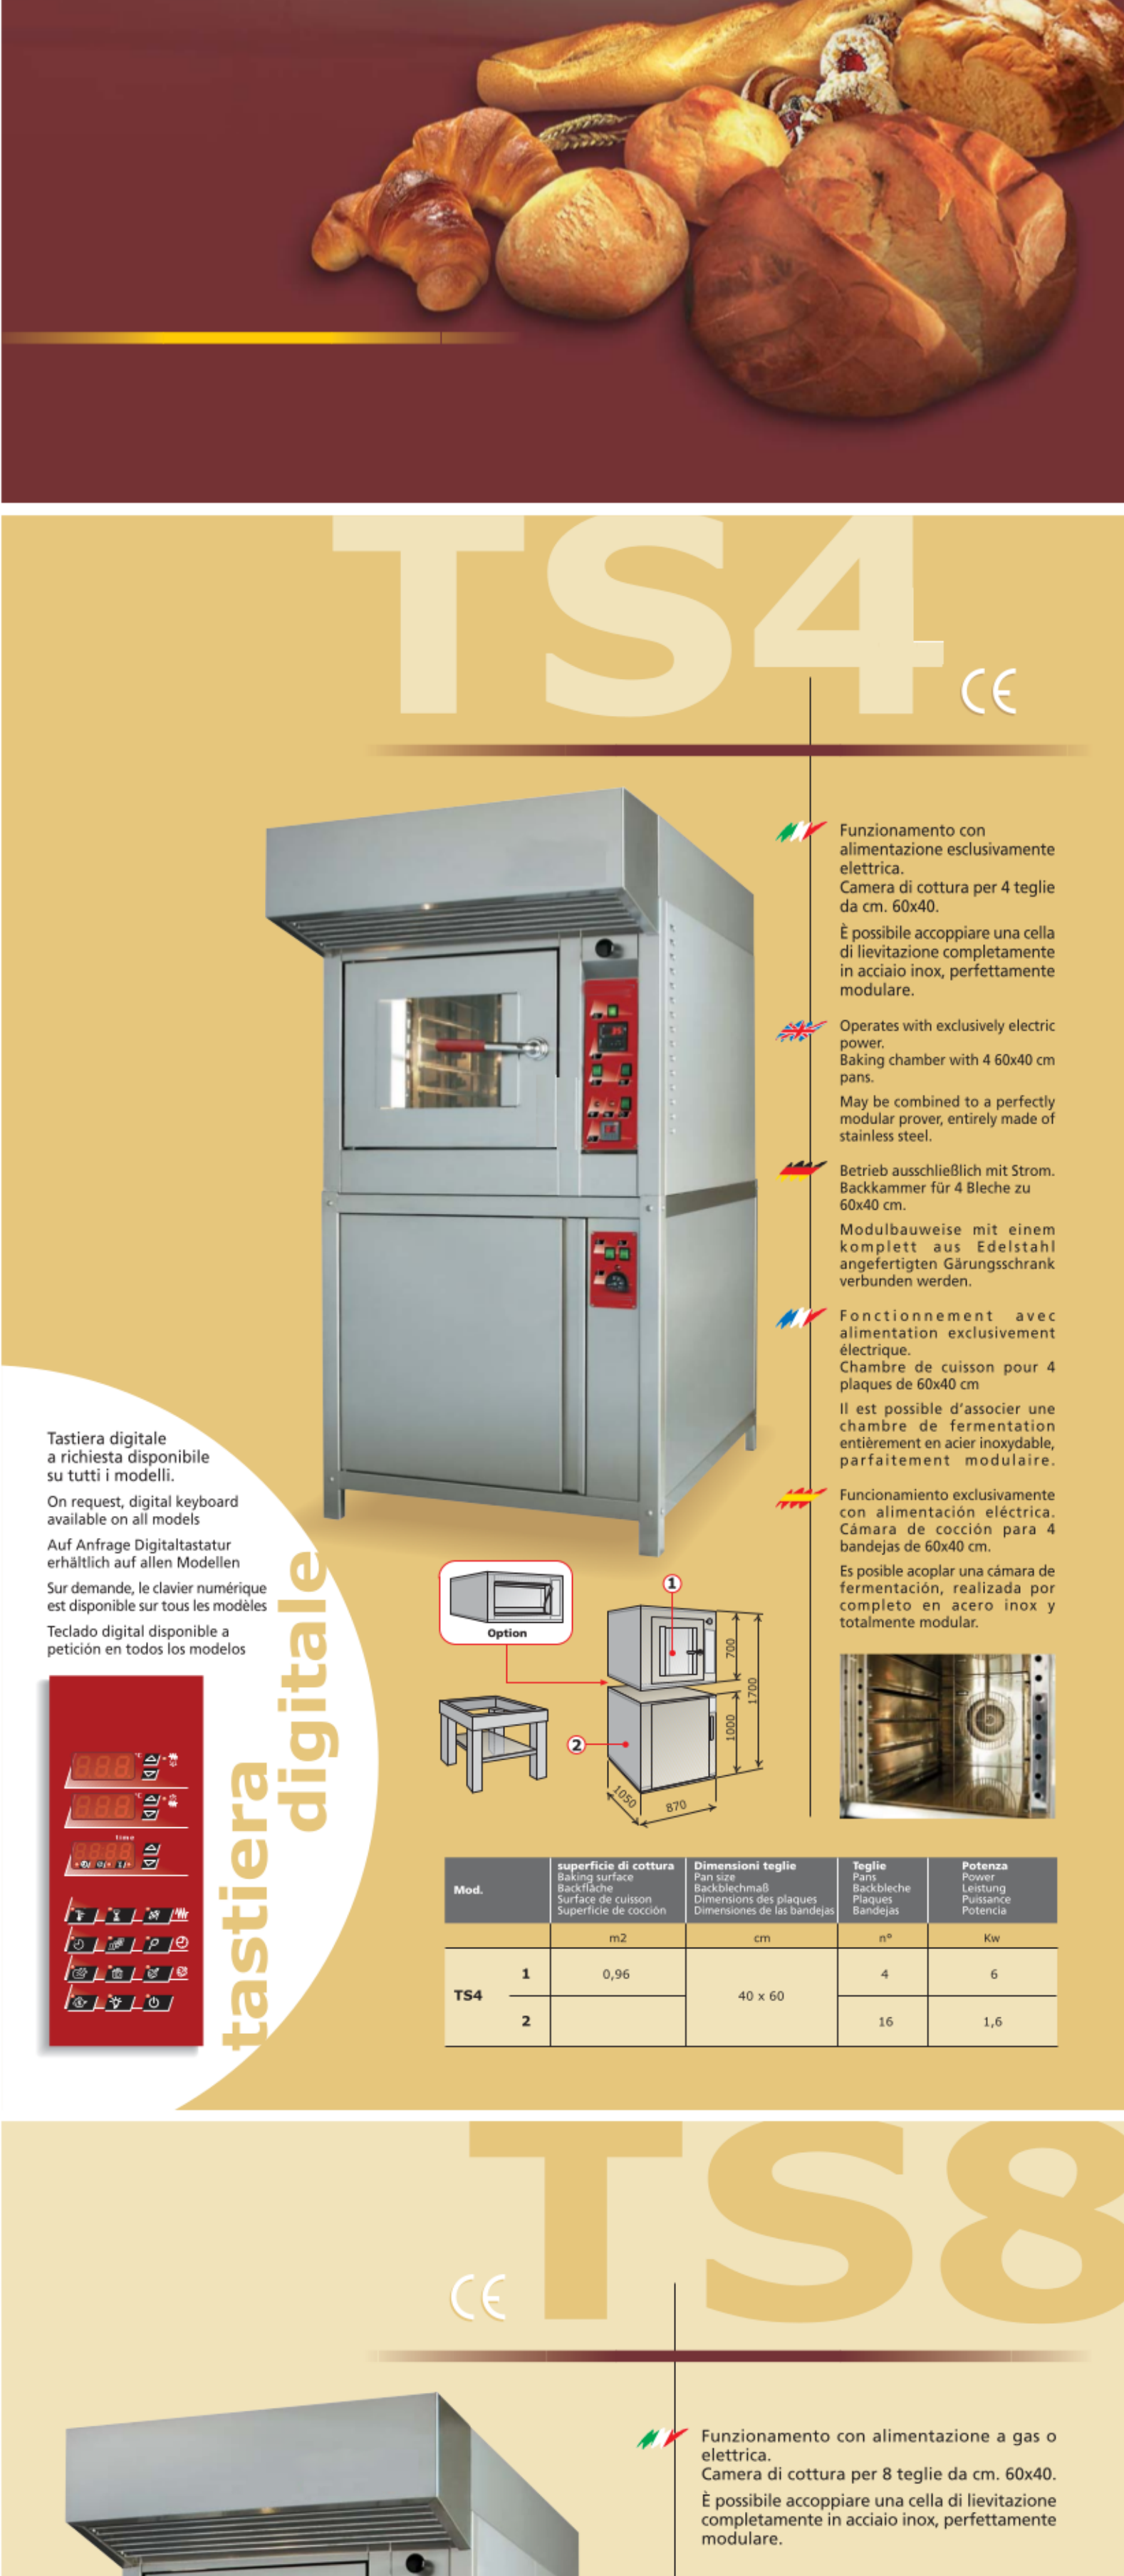 TS4
CE
Funzionamento con
alimentazione esclusivamente
elettrica.
Camera di cottura per 4 teglie
da cm. 60x40.
È possibile accoppiare una cella
di lievitazione completamente
in acciaio inox, perfettamente
modulare.
Operates with exclusively electric
power.
Baking chamber with 4 60x40 cm
pans.
May be combined to a perfectly
modular prover, entirely made of
stainless steel.
Betrieb ausschließlich mit Strom.
Backkammer für 4 Bleche zu
60x40 cm.
Modulbauweise mit einem
komplett aus Edelstahl
angefertigten Gärungsschrank
verbunden werden.
Fonctionnement avec
alimentation exclusivement
électrique.
Chambre de cuisson pour 4
plaques de 60x40 cm
Il est possible d'associer une
chambre de fermentation
entièrement en acier inoxydable,
parfaitement modulaire.
Funcionamiento exclusivamente
con alimentación eléctrica.
Cámara de cocción para 4
bandejas de 60x40 cm.
Es posible acoplar una cámara de
fermentación, realizada por
completo en acero inox y
totalmente modular.
Tastiera digitale
a richiesta disponibile
su tutti i modelli.
On request, digital keyboard
available on all models
Auf Anfrage Digitaltastatur
erhältlich auf allen Modellen
Sur demande, le clavier numérique
est disponible sur tous les modèles
Teclado digital disponible a
petición en todos los modelos
tastiera
digitale
°C
°C
time
Option
1
2
700
1700
1000
1050
870
Mod.
superficie di cottura
Baking surface
Backfläche
Surface de cuisson
Superficie de cocción
Dimensioni teglie
Pan size
Backblechmaß
Dimensions des plaques
Dimensiones de las bandejas
Teglie
Pans
Backbleche
Plaques
Bandejas
Potenza
Power
Leistung
Puissance
Potencia
m2 cm n° Kw
TS4
1 0,96 40 x 60 4 6
2 16 1,6
TS8
CE
Funzionamento con alimentazione a gas o
elettrica.
Camera di cottura per 8 teglie da cm. 60x40.
È possibile accoppiare una cella di lievitazione
completamente in acciaio inox, perfettamente
modulare.